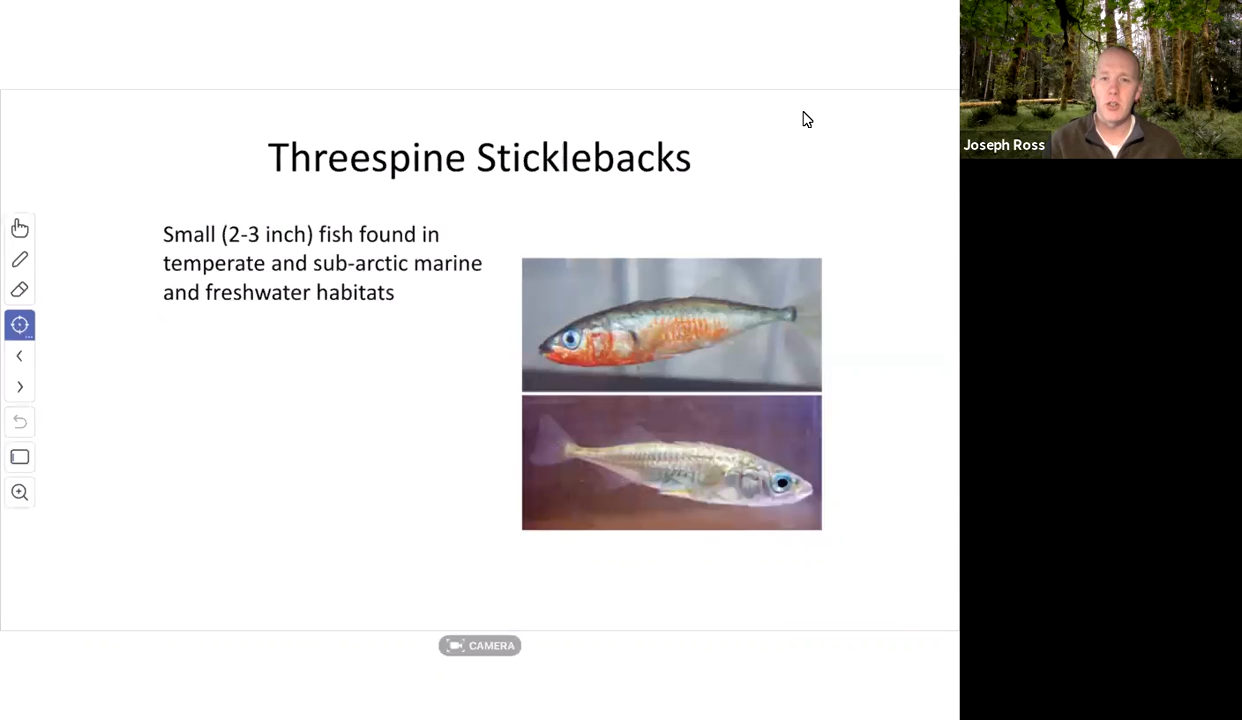 Threespine Sticklebacks
Small (2-3 inch) fish found in
temperate and sub-arctic marine
and freshwater habitats
Joseph Ross
CAMERA